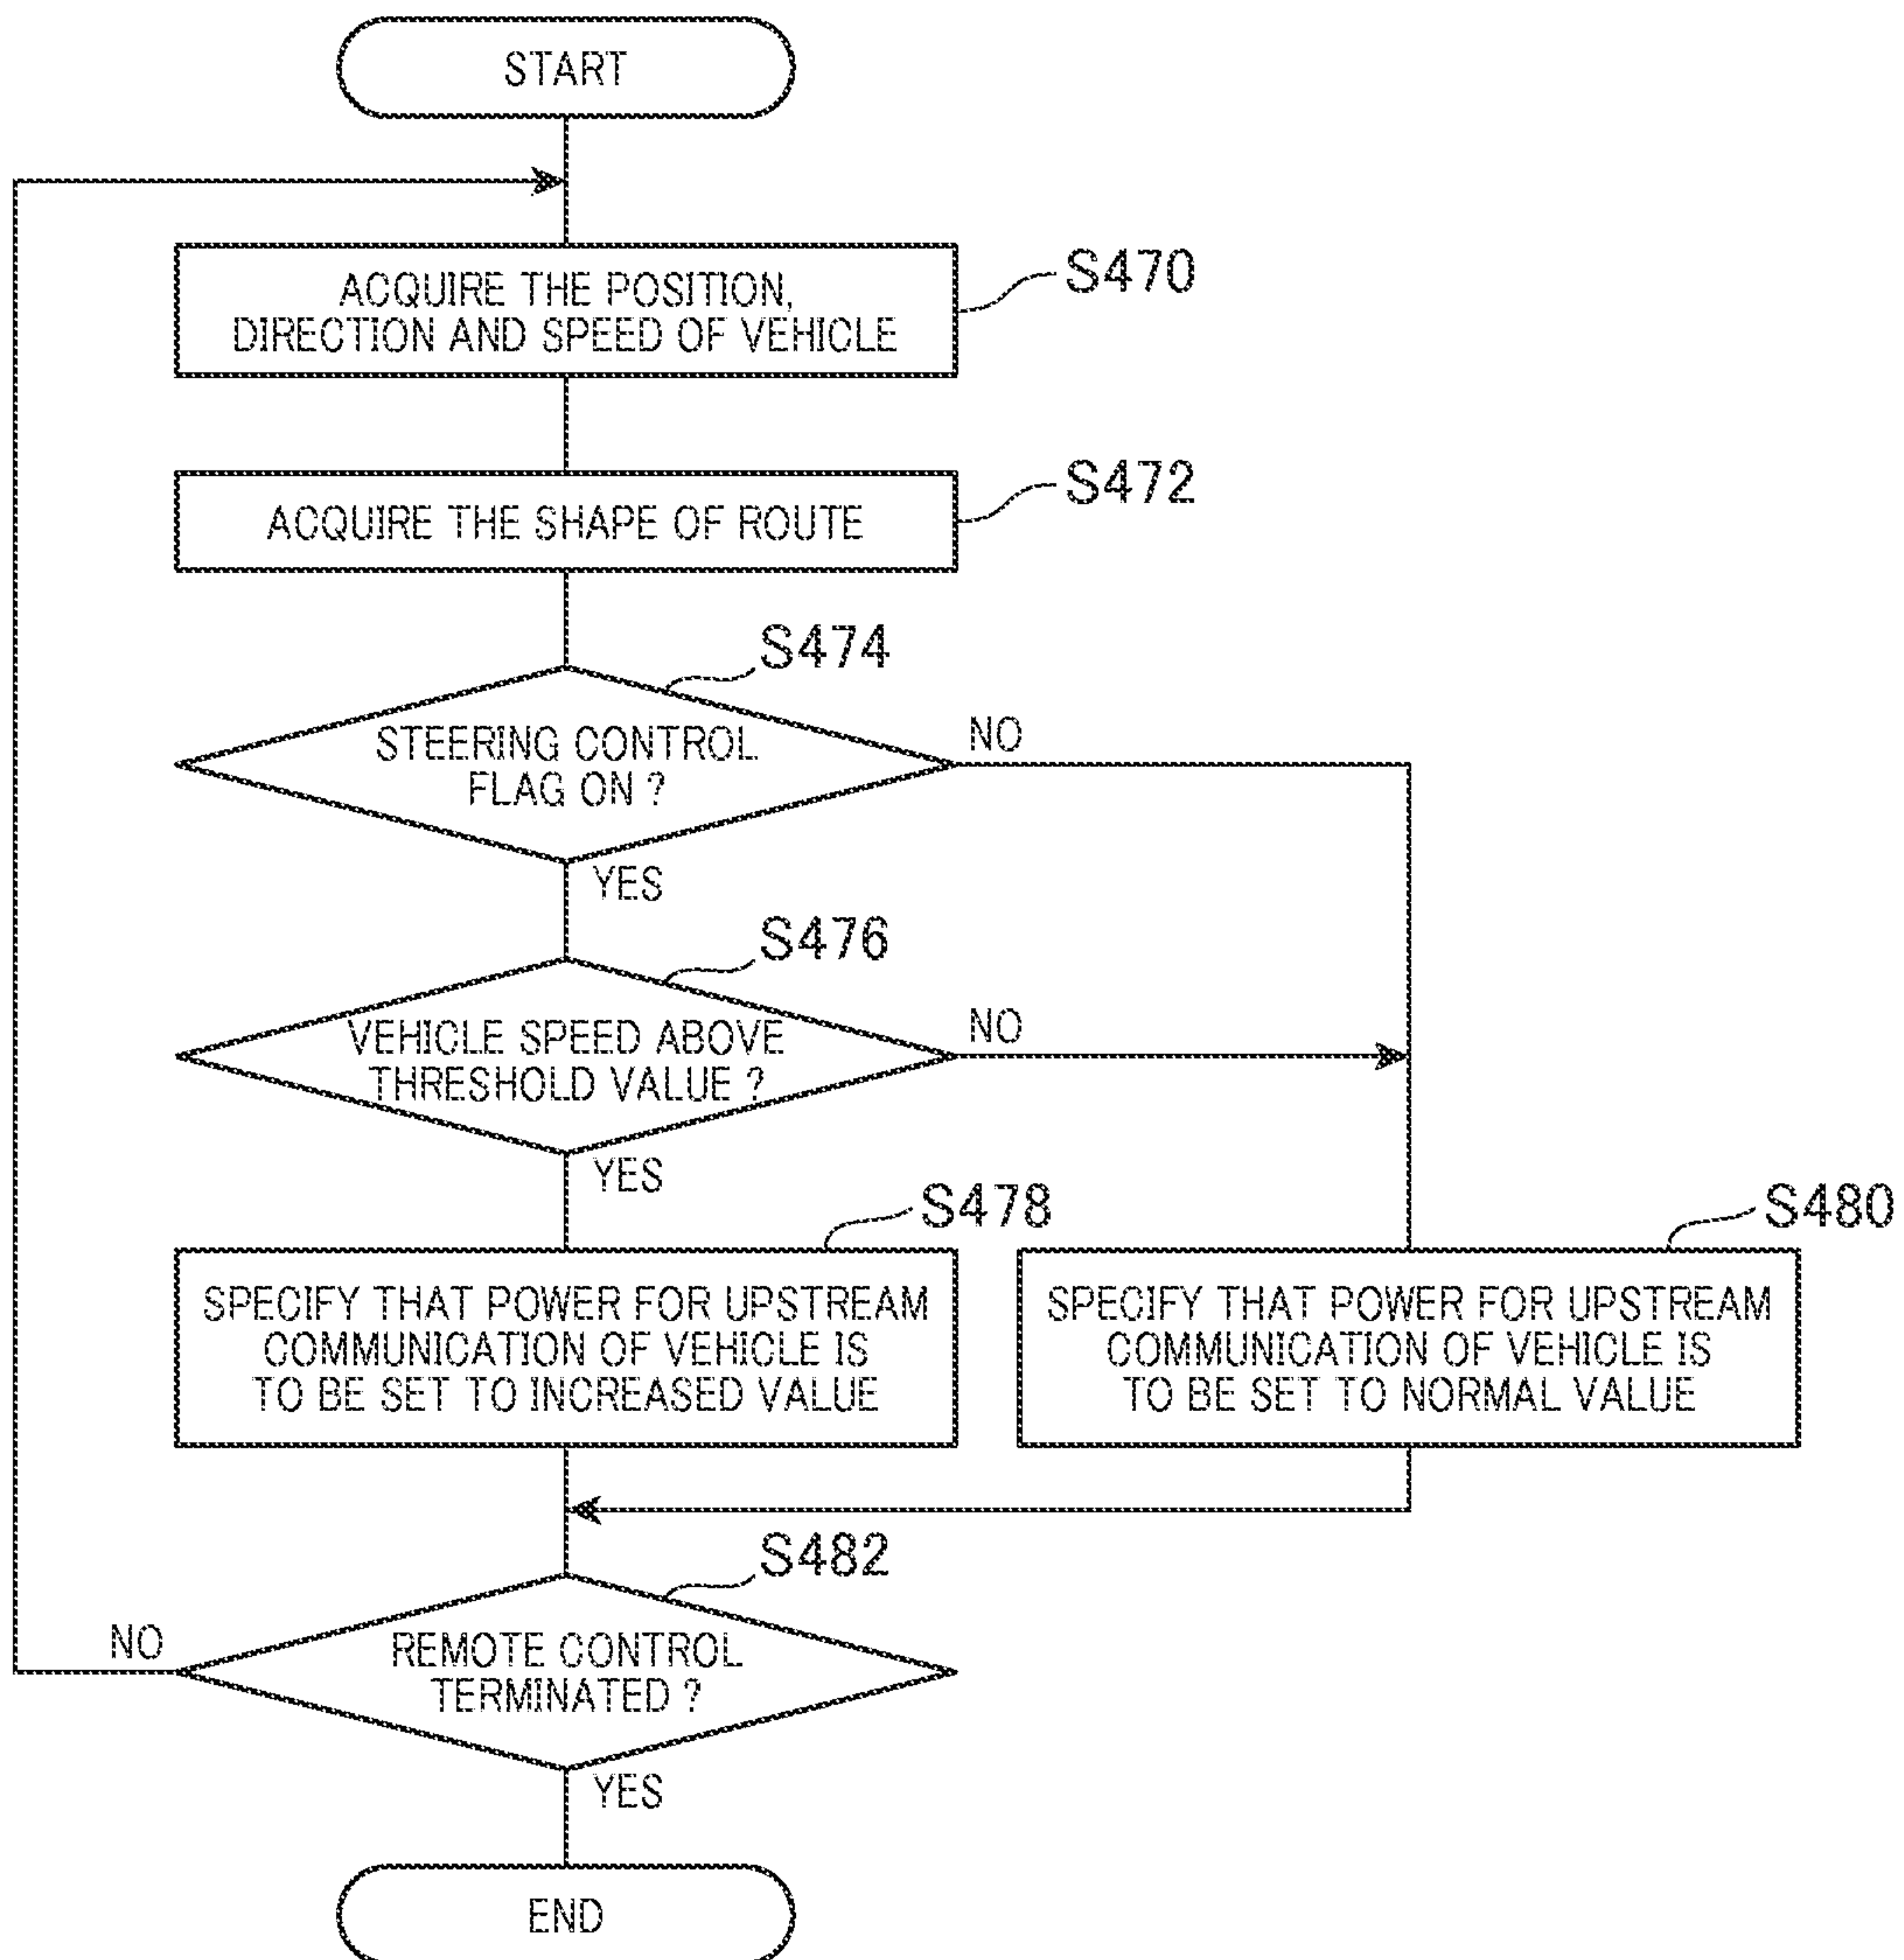 START
ACQUIRE THE POSITION,
DIRECTION AND SPEED OF VEHICLE
S470
ACQUIRE THE SHAPE OF ROUTE
S472
S474
STEERING CONTROL
FLAG ON ?
NO
YES
S476
VEHICLE SPEED ABOVE
THRESHOLD VALUE ?
NO
YES
S478
SPECIFY THAT POWER FOR UPSTREAM
COMMUNICATION OF VEHICLE IS
TO BE SET TO INCREASED VALUE
S480
SPECIFY THAT POWER FOR UPSTREAM
COMMUNICATION OF VEHICLE IS
TO BE SET TO NORMAL VALUE
S482
REMOTE CONTROL
TERMINATED ?
NO
YES
END